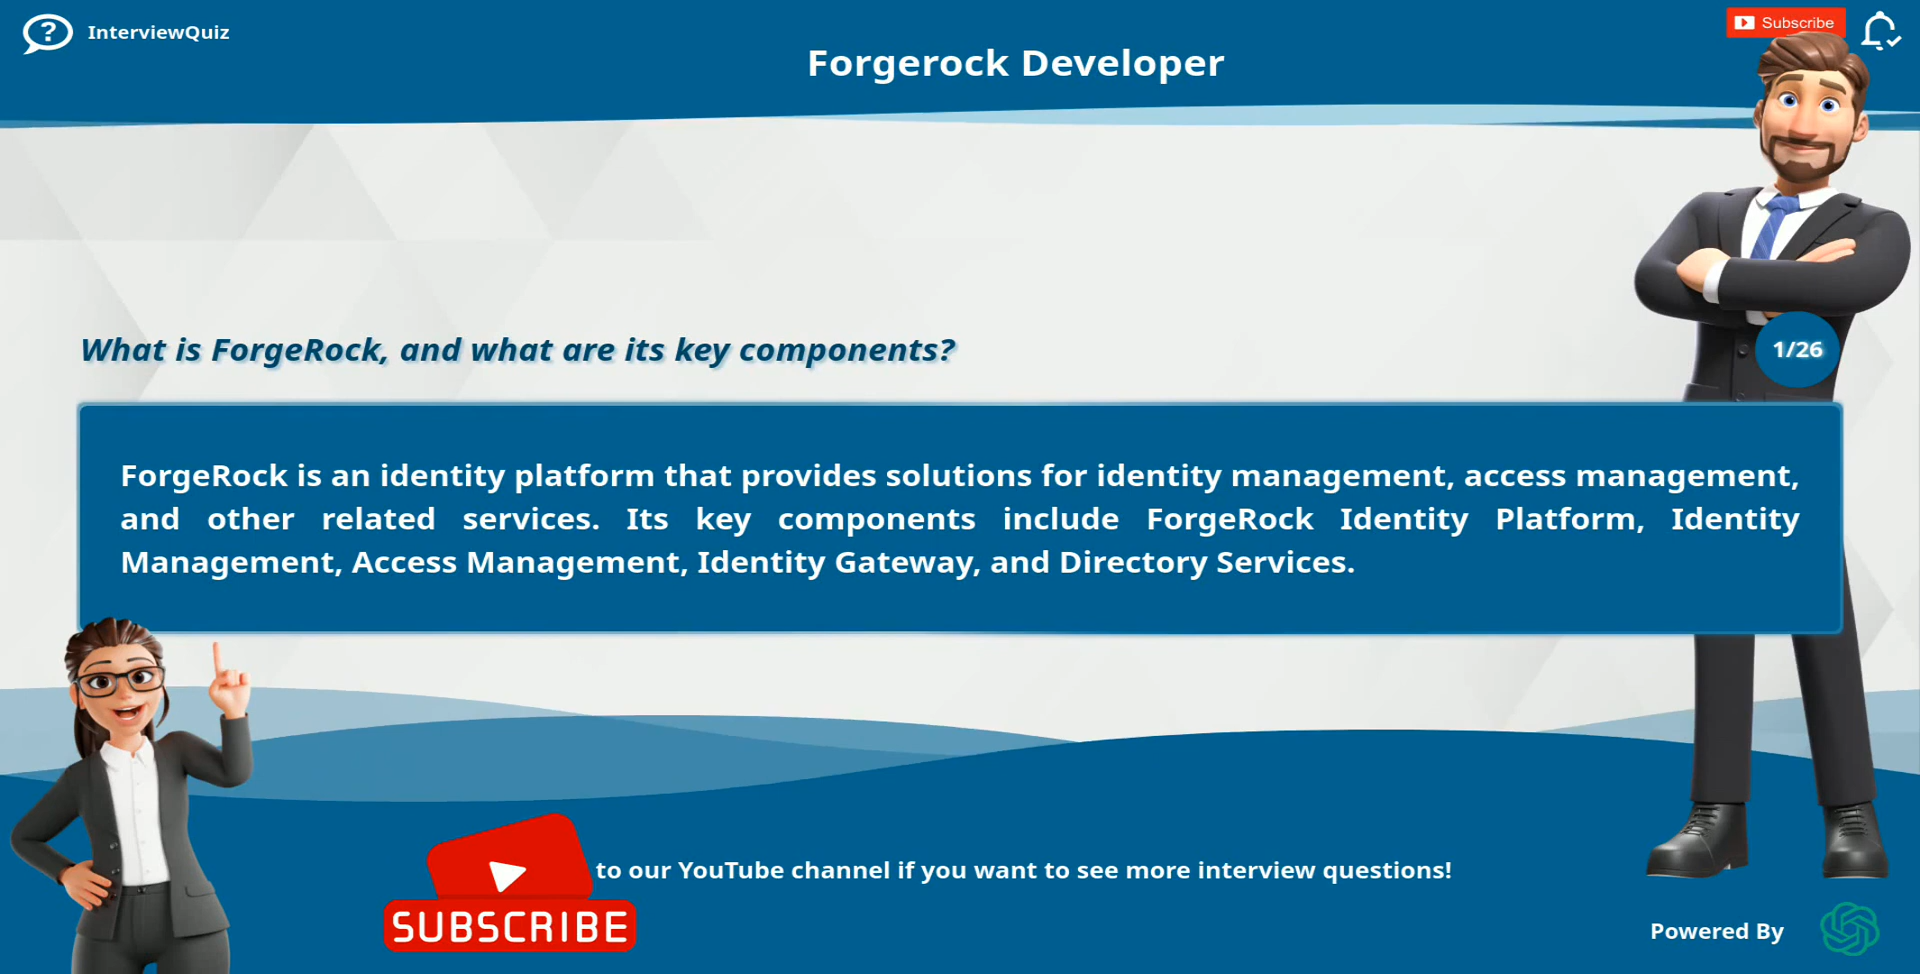 InterviewQuiz
Subscribe
Forgerock Developer
What is ForgeRock, and what are its key components?
1/26
ForgeRock is an identity platform that provides solutions for identity management, access management,
and other related services. Its key components include ForgeRock Identity Platform, Identity
Management, Access Management, Identity Gateway, and Directory Services.
to our YouTube channel if you want to see more interview questions!
SUBSCRIBE
Powered By